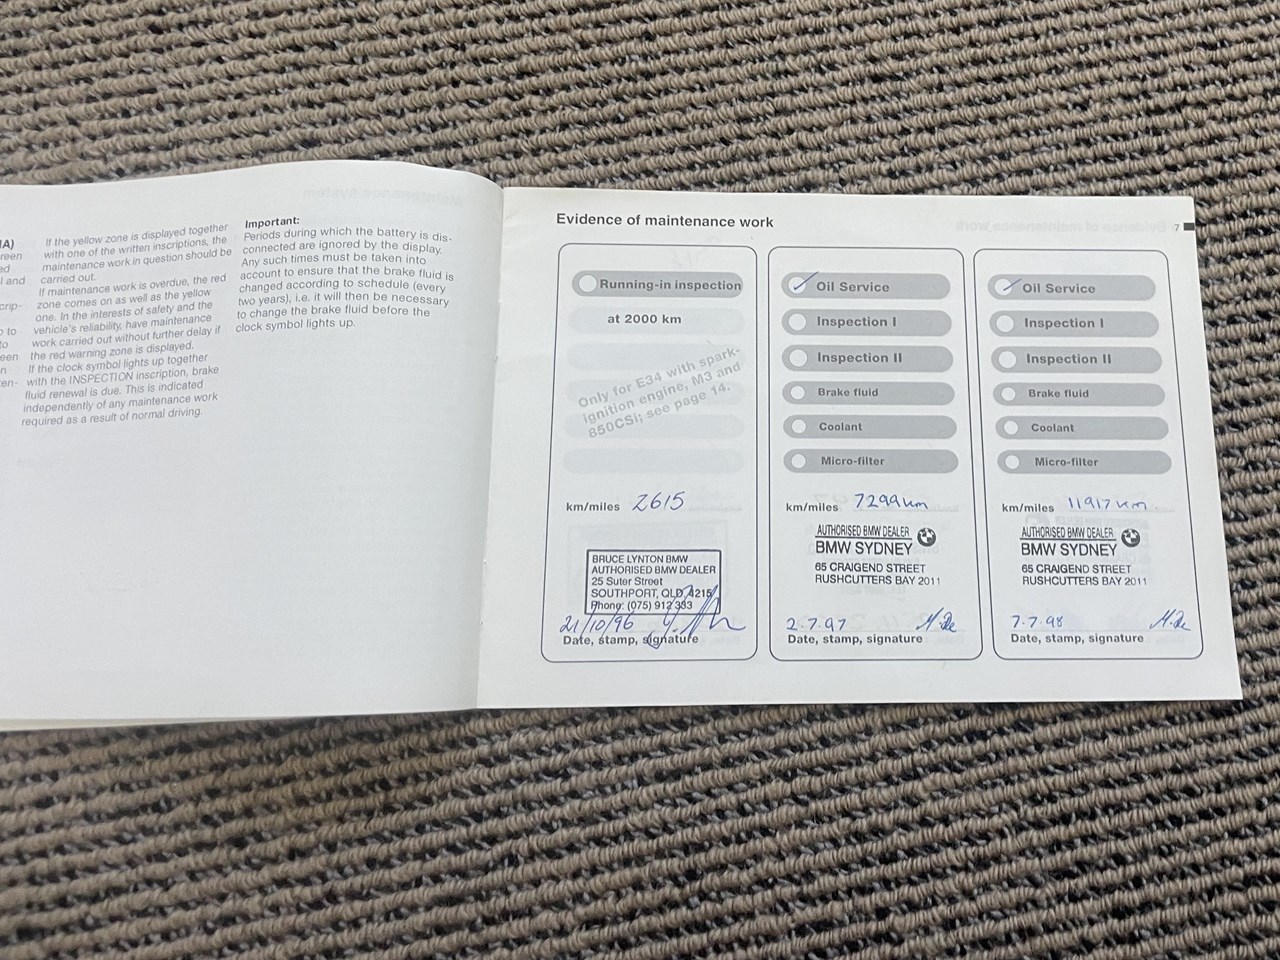 IA)
reen
ed
l and
crip-
o to
to
een
n
en-
If the yellow zone is displayed together
with one of the written inscriptions, the
maintenance work in question should be
carried out.
If maintenance work is overdue, the red
zone comes on as well as the yellow
one. In the interests of safety and the
vehicle's reliability, have maintenance
work carried out without further delay if
the red warning zone is displayed.
If the clock symbol lights up together
with the INSPECTION inscription, brake
fluid renewal is due. This is indicated
independently of any maintenance work
required as a result of normal driving.
Important:
Periods during which the battery is dis-
connected are ignored by the display.
Any such times must be taken into
account to ensure that the brake fluid is
changed according to schedule (every
two years), i.e. it will then be necessary
to change the brake fluid before the
clock symbol lights up.
Evidence of maintenance work
7
Running-in inspection
at 2000 km
Only for E34 with spark-
ignition engine, M3 and
850CSi; see page 14.
km/miles 2615
BRUCE LYNTON BMW
AUTHORISED BMW DEALER
25 Suter Street
SOUTHPORT, QLD, 4215
Phong: (075) 912 333
21/10/96
Date, stamp, signature
Oil Service
Inspection I
Inspection II
Brake fluid
Coolant
Micro-filter
km/miles 7299km
AUTHORISED BMW DEALER
BMW SYDNEY
65 CRAIGEND STREET
RUSHCUTTERS BAY 2011
2.7.97
Date, stamp, signature
Oil Service
Inspection I
Inspection II
Brake fluid
Coolant
Micro-filter
km/miles 11917km.
AUTHORISED BMW DEALER
BMW SYDNEY
65 CRAIGEND STREET
RUSHCUTTERS BAY 2011
7.7.98
Date, stamp, signature